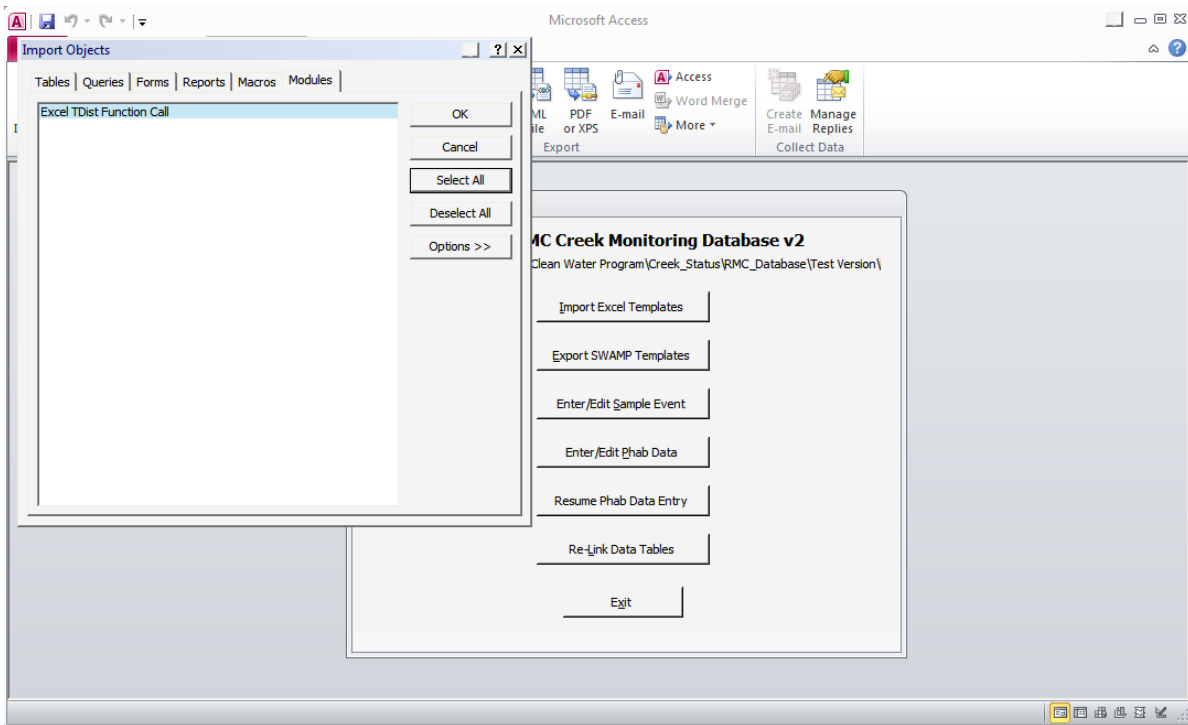 Microsoft Access
Import Objects
Tables Queries Forms Reports Macros Modules
Excel TDist Function Call
OK
Cancel
Select All
Deselect All
Options >>
PDF
or XPS
E-mail
Access
Word Merge
More
Export
Create
E-mail
Manage
Replies
Collect Data
MC Creek Monitoring Database v2
Clean Water Program\Creek_Status\RMC_Database\Test Version\
Import Excel Templates
Export SWAMP Templates
Enter/Edit Sample Event
Enter/Edit Phab Data
Resume Phab Data Entry
Re-Link Data Tables
Exit